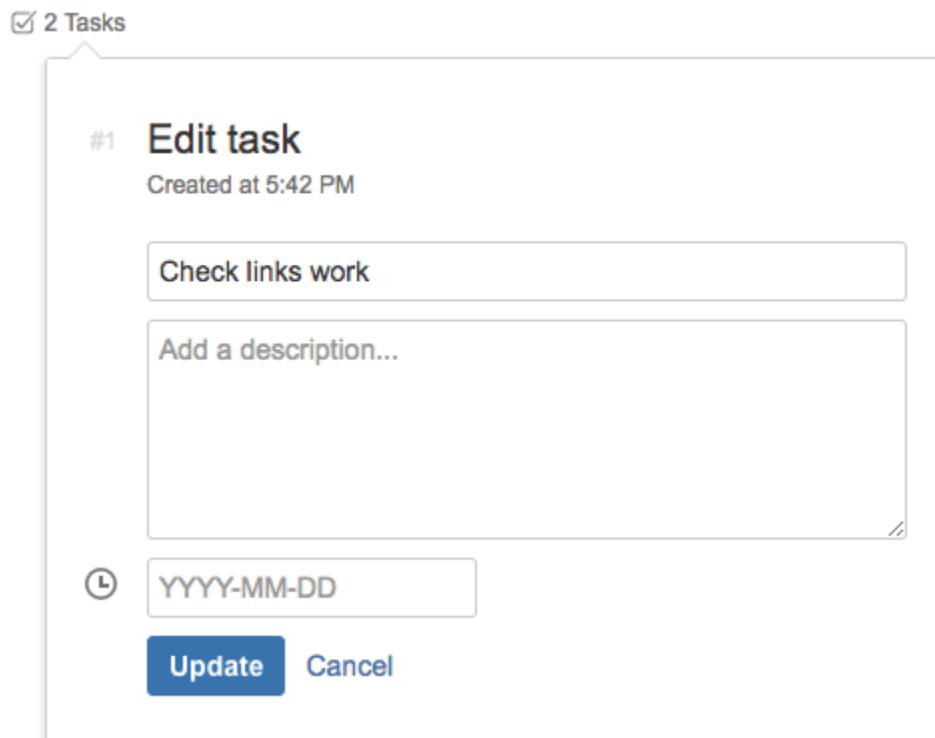 2 Tasks
#1 Edit task
Created at 5:42 PM
Check links work
Add a description...
YYYY-MM-DD
Update Cancel